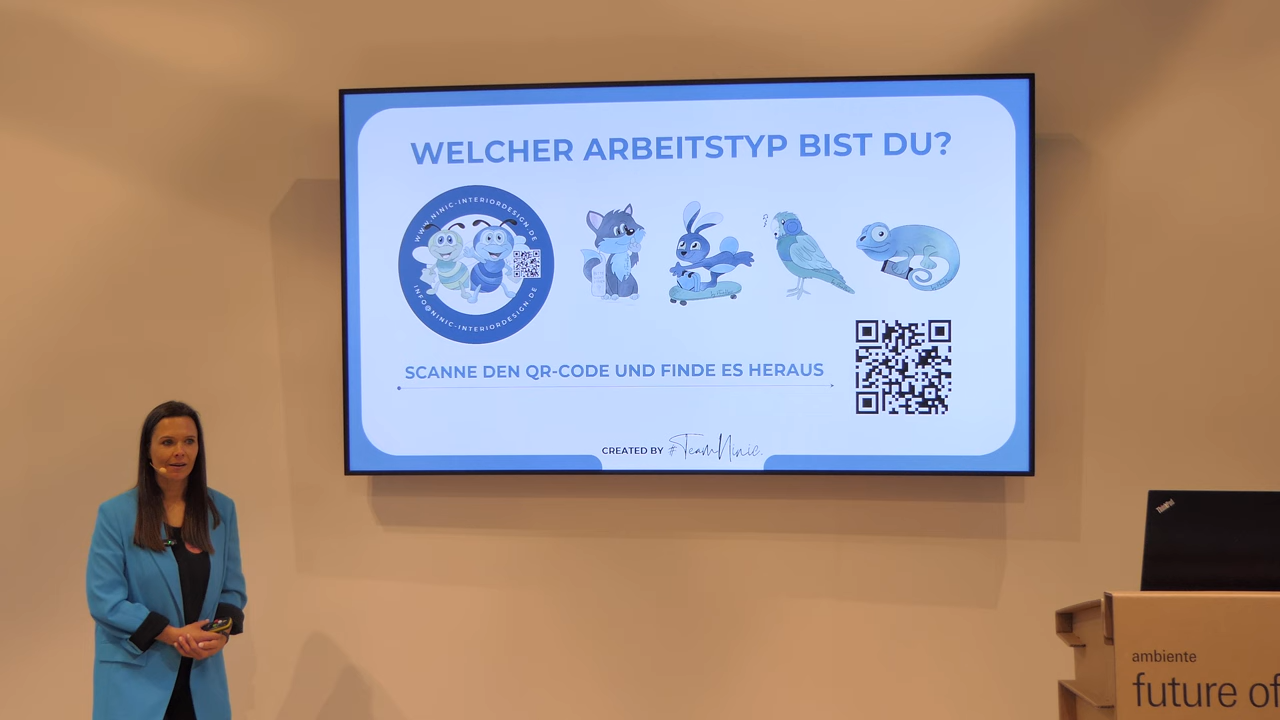 WELCHER ARBEITSTYP BIST DU?
WWW.NINIC-INTERIORDESIGN.DE
INFO@NINIC-INTERIORDESIGN.DE
SCANNE DEN QR-CODE UND FINDE ES HERAUS
CREATED BY #TeamNinic.
ThinkPad
ambiente
future of